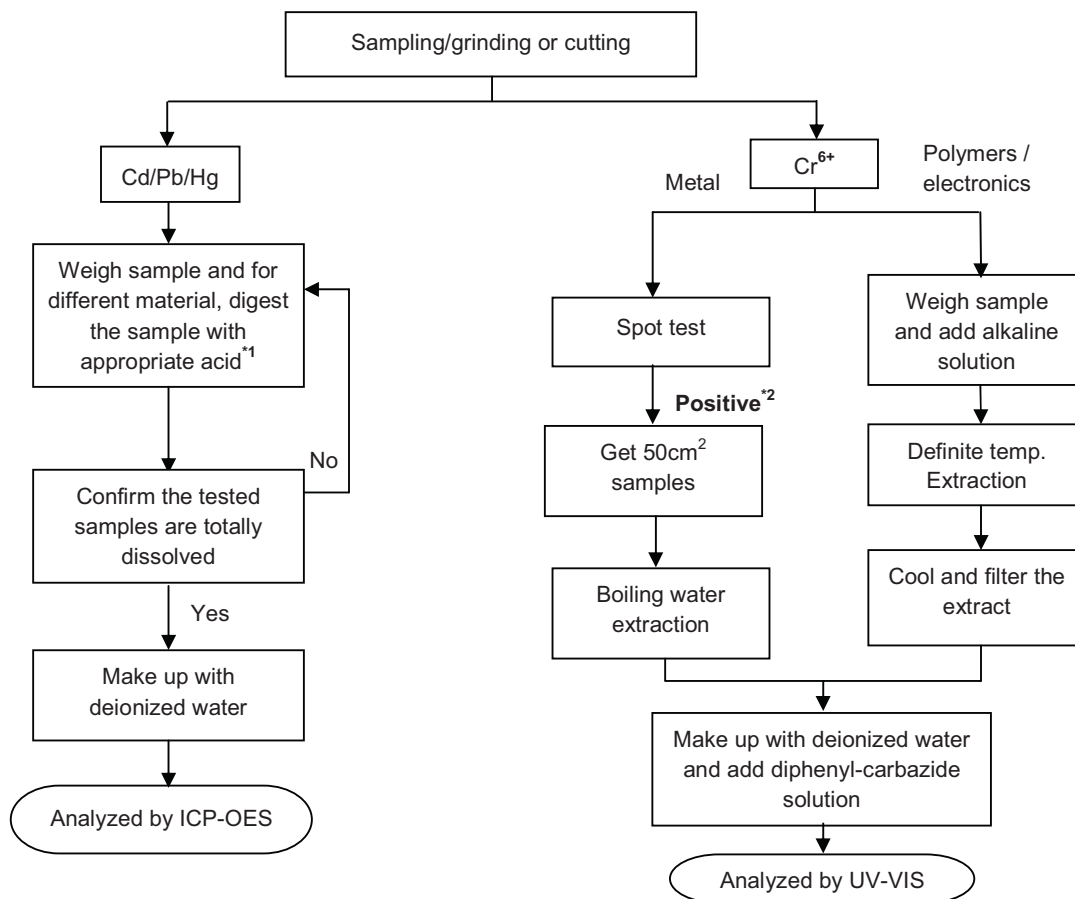 Sampling/grinding or cutting
Cd/Pb/Hg
Weigh sample and for
different material, digest
the sample with
appropriate acid*1
No
Confirm the tested
samples are totally
dissolved
Yes
Make up with
deionized water
Analyzed by ICP-OES
Cr6+
Metal
Polymers /
electronics
Spot test
Positive*2
Get 50cm2
samples
Boiling water
extraction
Weigh sample
and add alkaline
solution
Definite temp.
Extraction
Cool and filter the
extract
Make up with deionized water
and add diphenyl-carbazide
solution
Analyzed by UV-VIS